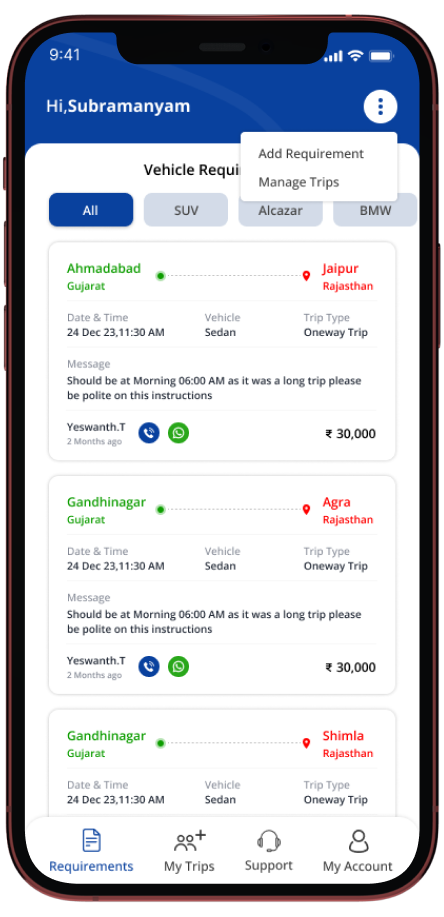 9:41
Hi,Subramanyam
Add Requirement
Manage Trips
Vehicle Requi
All
SUV
Alcazar
BMW
Ahmadabad
Jaipur
Gujarat
Rajasthan
Date & Time
Vehicle
Trip Type
24 Dec 23,11:30 AM
Sedan
Oneway Trip
Message
Should be at Morning 06:00 AM as it was a long trip please
be polite on this instructions
Yeswanth.T
2 Months ago
₹ 30,000
Gandhinagar
Agra
Gujarat
Rajasthan
Date & Time
Vehicle
Trip Type
24 Dec 23,11:30 AM
Sedan
Oneway Trip
Message
Should be at Morning 06:00 AM as it was a long trip please
be polite on this instructions
Yeswanth.T
2 Months ago
₹ 30,000
Gandhinagar
Shimla
Gujarat
Rajasthan
Date & Time
Vehicle
Trip Type
24 Dec 23,11:30 AM
Sedan
Oneway Trip
Requirements
My Trips
Support
My Account